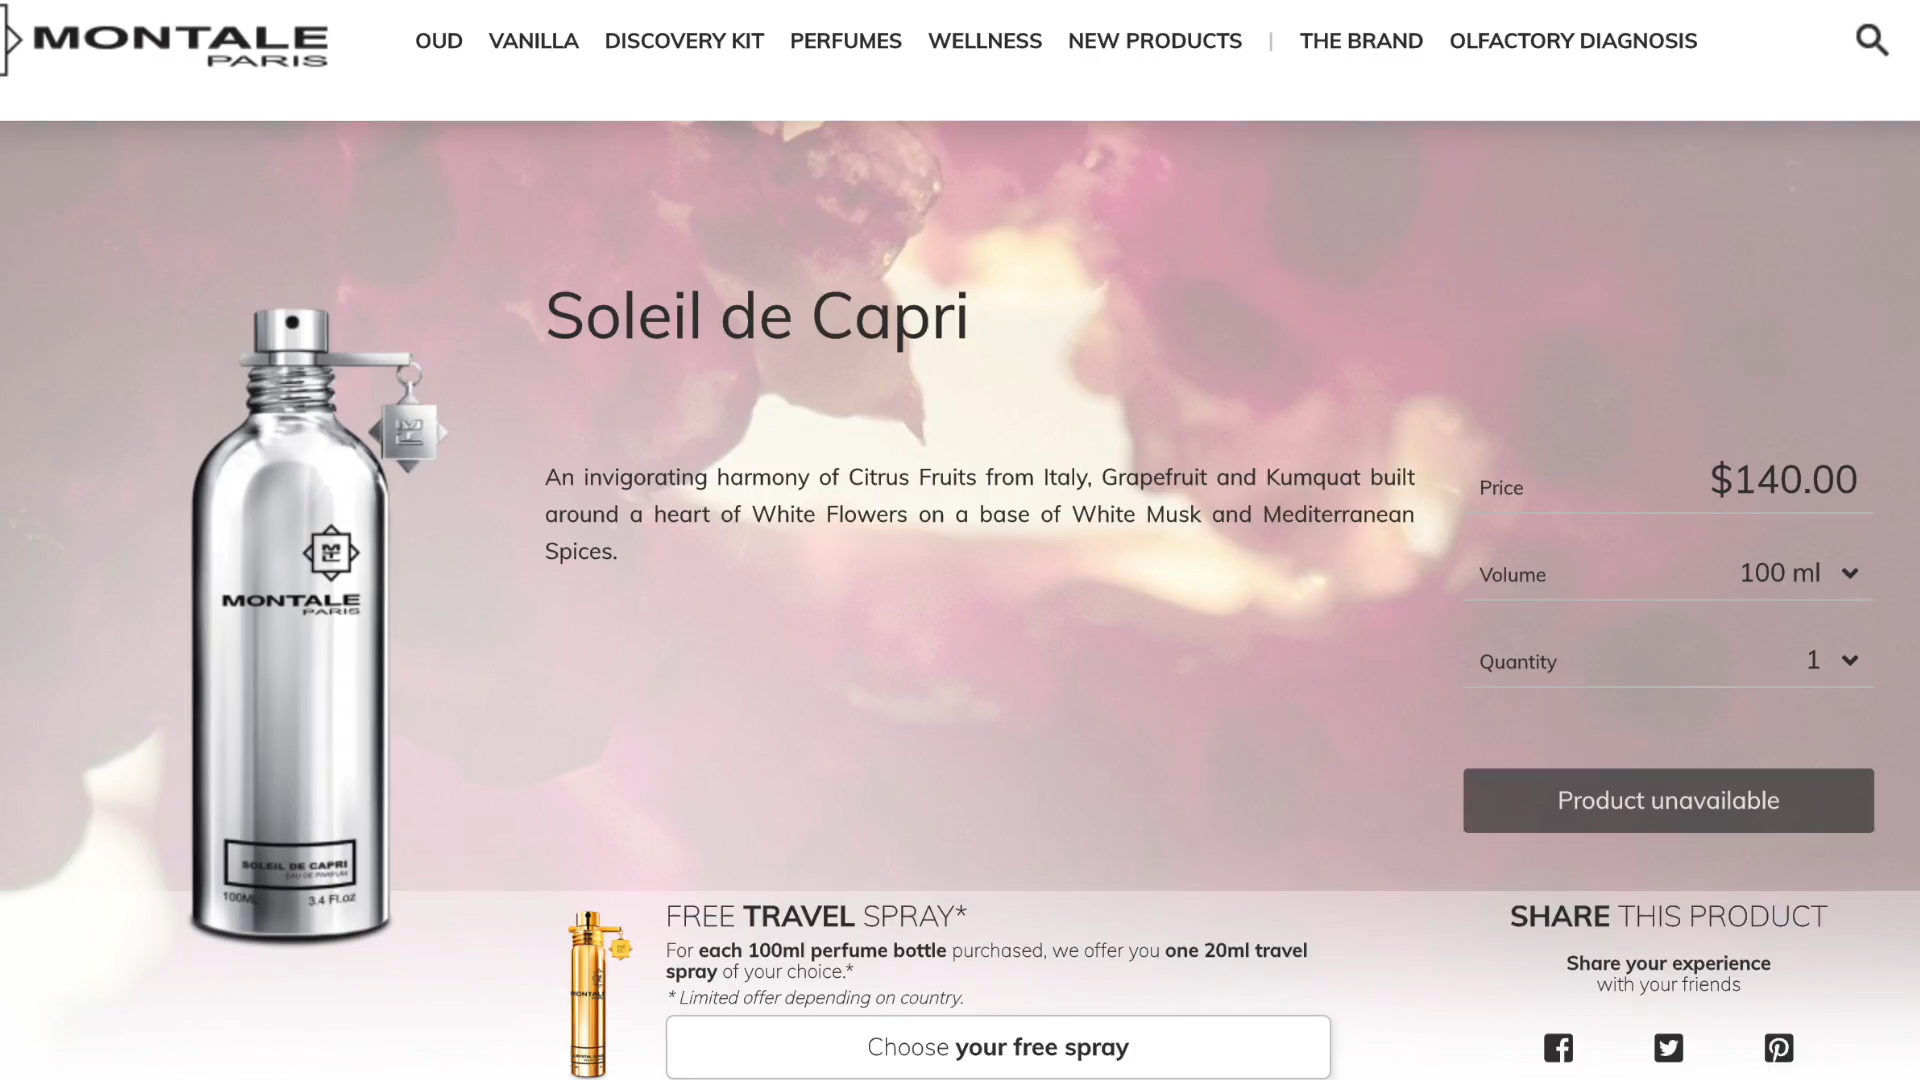 MONTALE
PARIS
OUD VANILLA DISCOVERY KIT PERFUMES WELLNESS NEW PRODUCTS | THE BRAND OLFACTORY DIAGNOSIS
Soleil de Capri
An invigorating harmony of Citrus Fruits from Italy, Grapefruit and Kumquat built
around a heart of White Flowers on a base of White Musk and Mediterranean
Spices.
Price $140.00
Volume 100 ml
Quantity 1
Product unavailable
MONTALE
PARIS
SOLEIL DE CAPRI
EAU DE PARFUM
100ML 3.4 Fl.oz
FREE TRAVEL SPRAY*
For each 100ml perfume bottle purchased, we offer you one 20ml travel
spray of your choice.*
* Limited offer depending on country.
Choose your free spray
MONTALE
SHARE THIS PRODUCT
Share your experience
with your friends